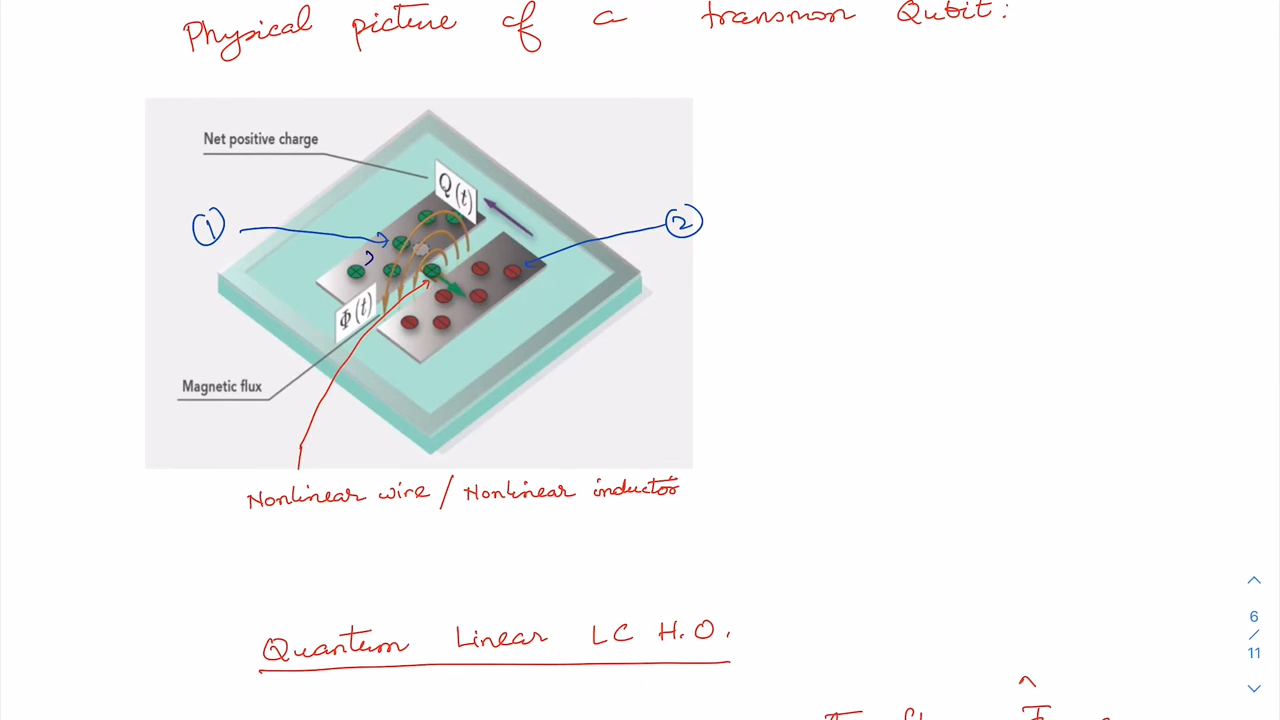 Physical picture of a transmon Qubit:
Net positive charge
Q(t)
1
2
Φ(t)
Magnetic flux
Nonlinear wire / Nonlinear inductor
6
/
11
Quantum Linear LC H.O.